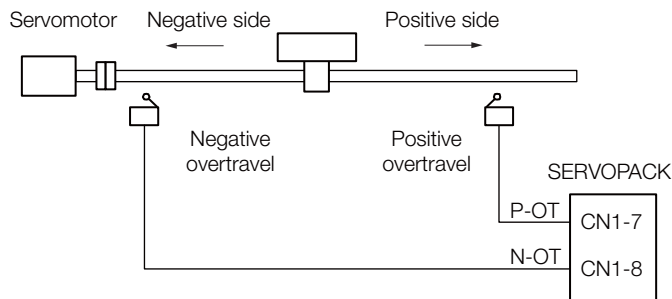 Servomotor
Negative side
Positive side
Negative
overtravel
Positive
overtravel
SERVOPACK
P-OT
CN1-7
N-OT
CN1-8